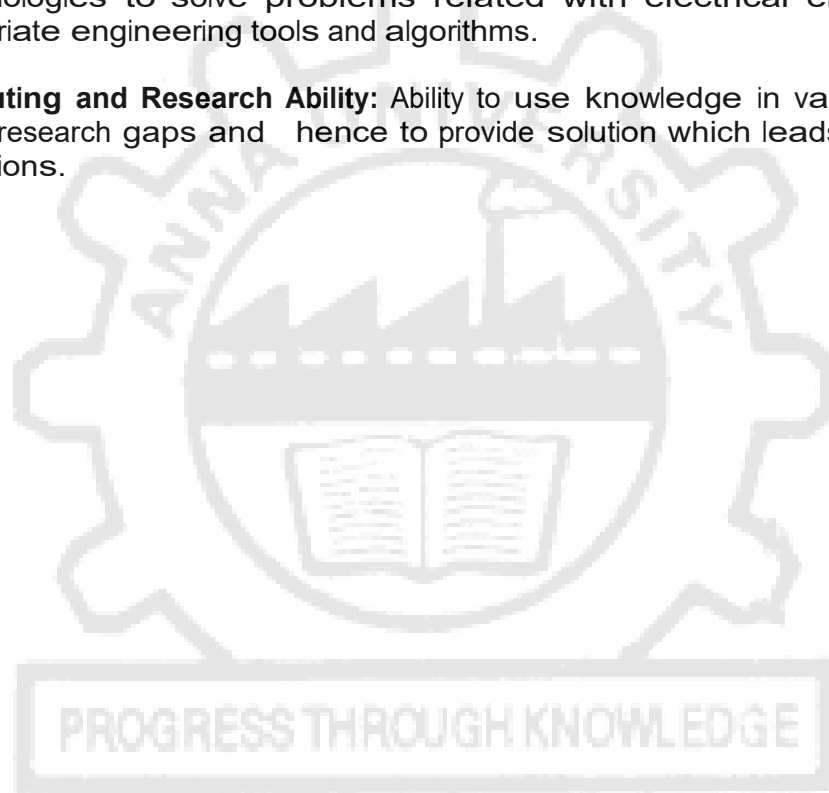 nologies to solve problems related with electrical e
riate engineering tools and algorithms.
uting and Research Ability: Ability to use knowledge in va
research gaps and hence to provide solution which leads
ions.
ANNA UNIVERSITY
PROGRESS THROUGH KNOWLEDGE